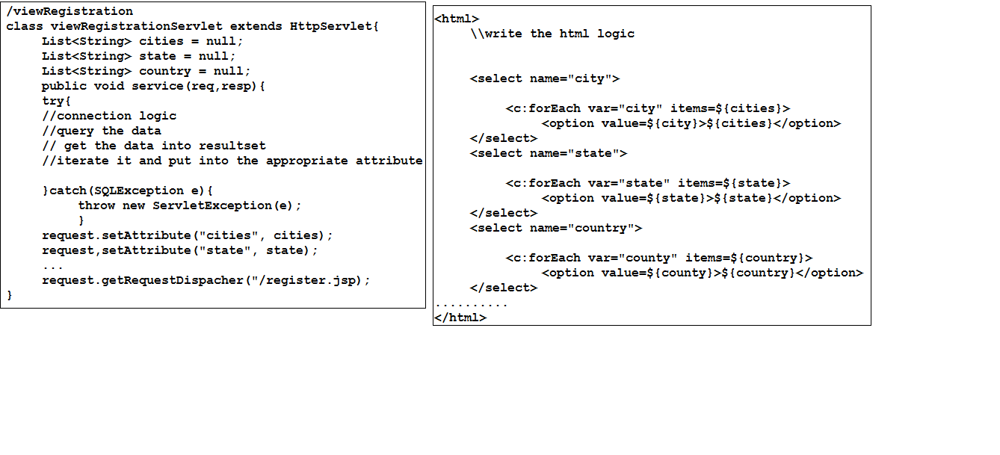 /viewRegistration
class viewRegistrationServlet extends HttpServlet{
List<String> cities = null;
List<String> state = null;
List<String> country = null;
public void service(req,resp){
try{
//connection logic
//query the data
// get the data into resultset
//iterate it and put into the appropriate attribute
}catch(SQLException e){
throw new ServletException(e);
}
request.setAttribute("cities", cities);
request,setAttribute("state", state);
...
request.getRequestDispacher("/register.jsp);
}
<html>
\\write the html logic
<select name="city">
<c:forEach var="city" items=${cities}>
<option value=${city}>${cities}</option>
</select>
<select name="state">
<c:forEach var="state" items=${state}>
<option value=${state}>${state}</option>
</select>
<select name="country">
<c:forEach var="county" items=${country}>
<option value=${county}>${country}</option>
</select>
..........
</html>